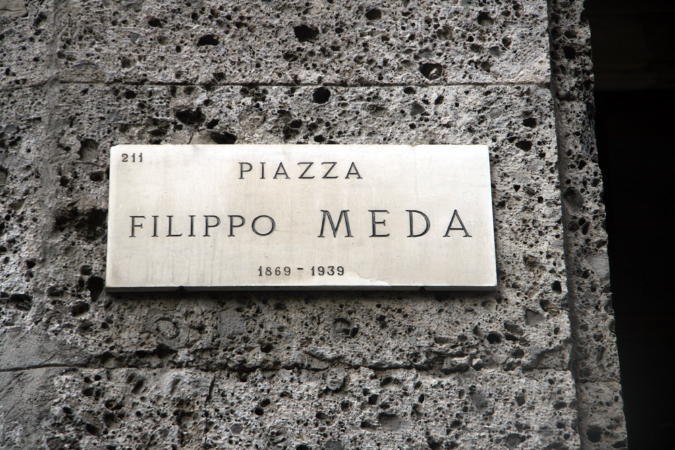 211
PIAZZA
FILIPPO MEDA
1869 - 1939